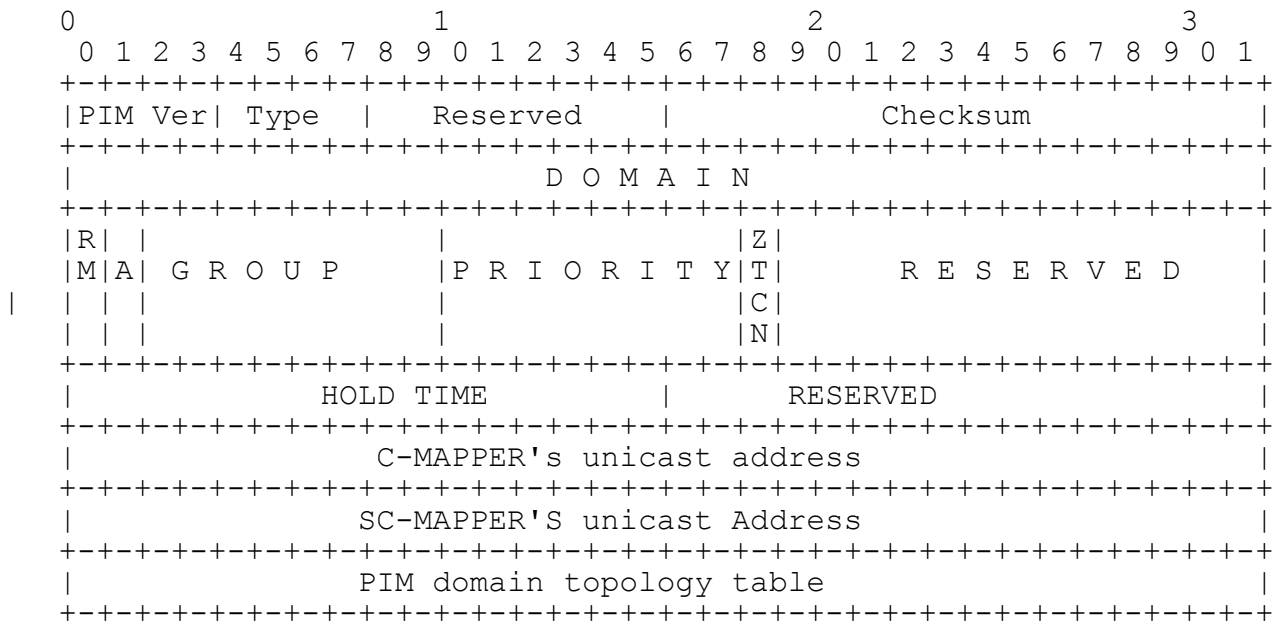 0 1 2 3
0 1 2 3 4 5 6 7 8 9 0 1 2 3 4 5 6 7 8 9 0 1 2 3 4 5 6 7 8 9 0 1
+-+-+-+-+-+-+-+-+-+-+-+-+-+-+-+-+-+-+-+-+-+-+-+-+-+-+-+-+-+-+-+-+
|PIM Ver| Type | Reserved | Checksum |
+-+-+-+-+-+-+-+-+-+-+-+-+-+-+-+-+-+-+-+-+-+-+-+-+-+-+-+-+-+-+-+-+
| D O M A I N |
+-+-+-+-+-+-+-+-+-+-+-+-+-+-+-+-+-+-+-+-+-+-+-+-+-+-+-+-+-+-+-+-+
|R| | | |Z| |
|M|A| G R O U P |P R I O R I T Y|T| R E S E R V E D |
| | | | | |C| |
| | | | |N| |
+-+-+-+-+-+-+-+-+-+-+-+-+-+-+-+-+-+-+-+-+-+-+-+-+-+-+-+-+-+-+-+-+
| HOLD TIME | RESERVED |
+-+-+-+-+-+-+-+-+-+-+-+-+-+-+-+-+-+-+-+-+-+-+-+-+-+-+-+-+-+-+-+-+
| C-MAPPER's unicast address |
+-+-+-+-+-+-+-+-+-+-+-+-+-+-+-+-+-+-+-+-+-+-+-+-+-+-+-+-+-+-+-+-+
| SC-MAPPER'S unicast Address |
+-+-+-+-+-+-+-+-+-+-+-+-+-+-+-+-+-+-+-+-+-+-+-+-+-+-+-+-+-+-+-+-+
| PIM domain topology table |
+-+-+-+-+-+-+-+-+-+-+-+-+-+-+-+-+-+-+-+-+-+-+-+-+-+-+-+-+-+-+-+-+